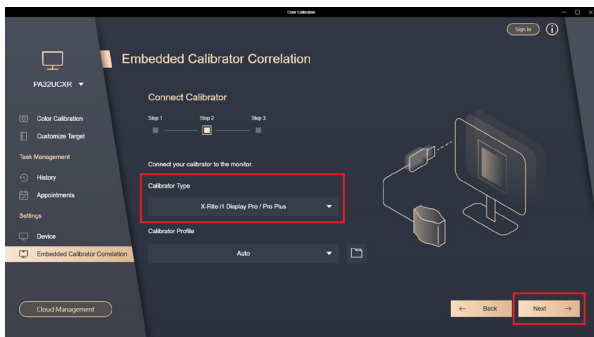 Color Calibration
Sign in
Embedded Calibrator Correlation
PA32UCXR
Connect Calibrator
Step 1 Step 2 Step 3
Color Calibration
Customize Target
Task Management
Connect your calibrator to the monitor.
History
Calibrator Type
Appointments
X-Rite i1 Display Pro / Pro Plus
Settings
Device
Calibrator Profile
Embedded Calibrator Correlation
Auto
Cloud Management
← Back
Next →